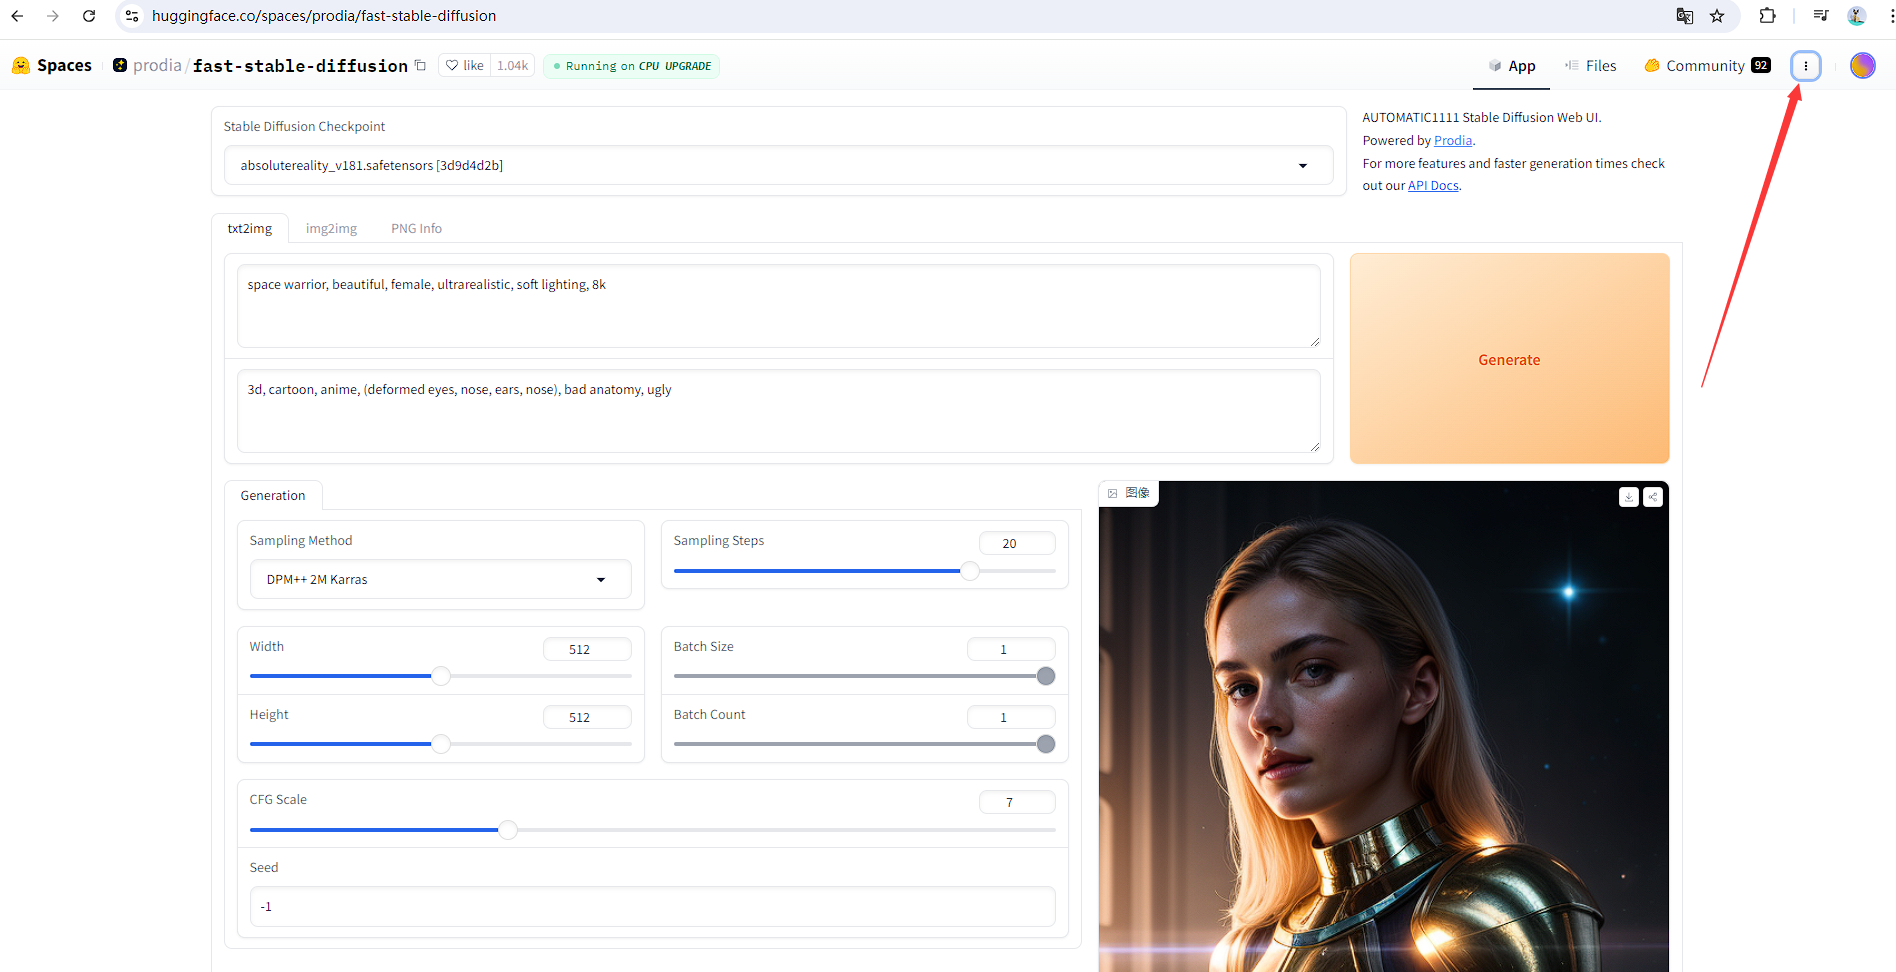 huggingface.co/spaces/prodia/fast-stable-diffusion
Spaces prodia/fast-stable-diffusion like 1.04k Running on CPU UPGRADE App Files Community 92
Stable Diffusion Checkpoint
absolutereality_v181.safetensors [3d9d4d2b]
AUTOMATIC1111 Stable Diffusion Web UI.
Powered by Prodia.
For more features and faster generation times check
out our API Docs.
txt2img img2img PNG Info
space warrior, beautiful, female, ultrarealistic, soft lighting, 8k
3d, cartoon, anime, (deformed eyes, nose, ears, nose), bad anatomy, ugly
Generate
Generation
Sampling Method
DPM++ 2M Karras
Sampling Steps 20
Width 512
Height 512
Batch Size 1
Batch Count 1
CFG Scale 7
Seed
-1
图像